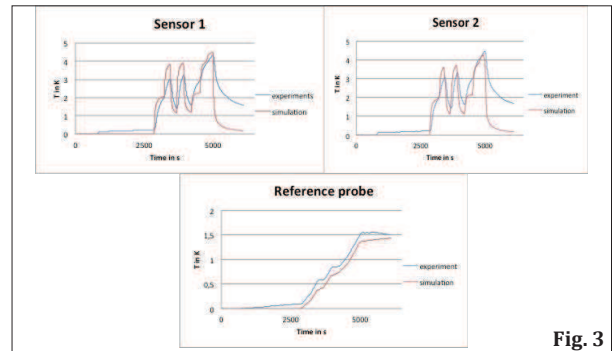 Sensor 1
5
4
3
2
1
0
T in K
0 2500 5000
Time in s
experiments
simulation
Sensor 2
5
4
3
2
1
0
T in K
0 2500 5000
Time in s
experiment
simulation
Reference probe
2
1,5
1
0,5
0
T in K
0 2500 5000
Time in s
experiment
simulation
Fig. 3